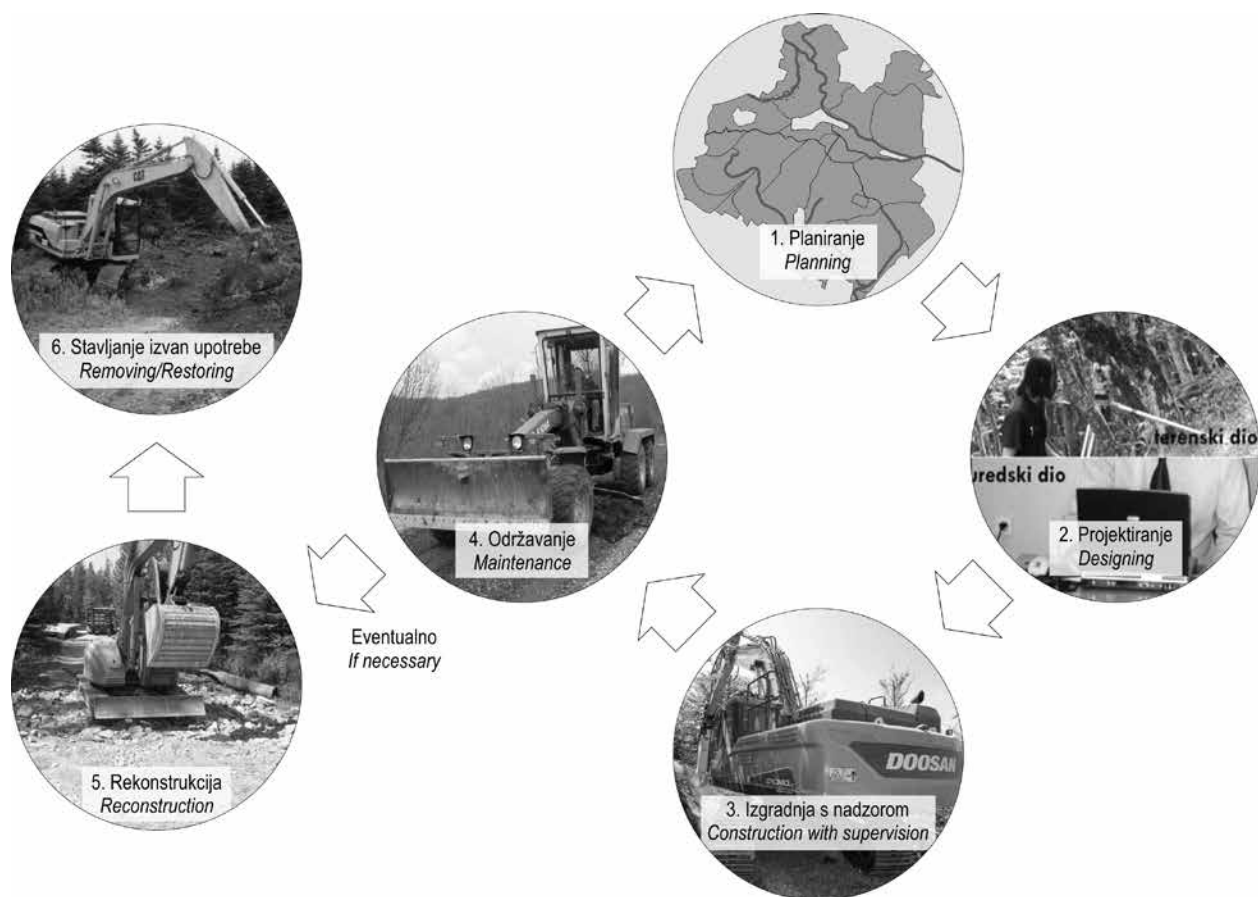 1. Planiranje
Planning
terenski dio
uredski dio
2. Projektiranje
Designing
DOOSAN
3. Izgradnja s nadzorom
Construction with supervision
4. Održavanje
Maintenance
Eventualno
If necessary
5. Rekonstrukcija
Reconstruction
CAT
6. Stavljanje izvan upotrebe
Removing/Restoring